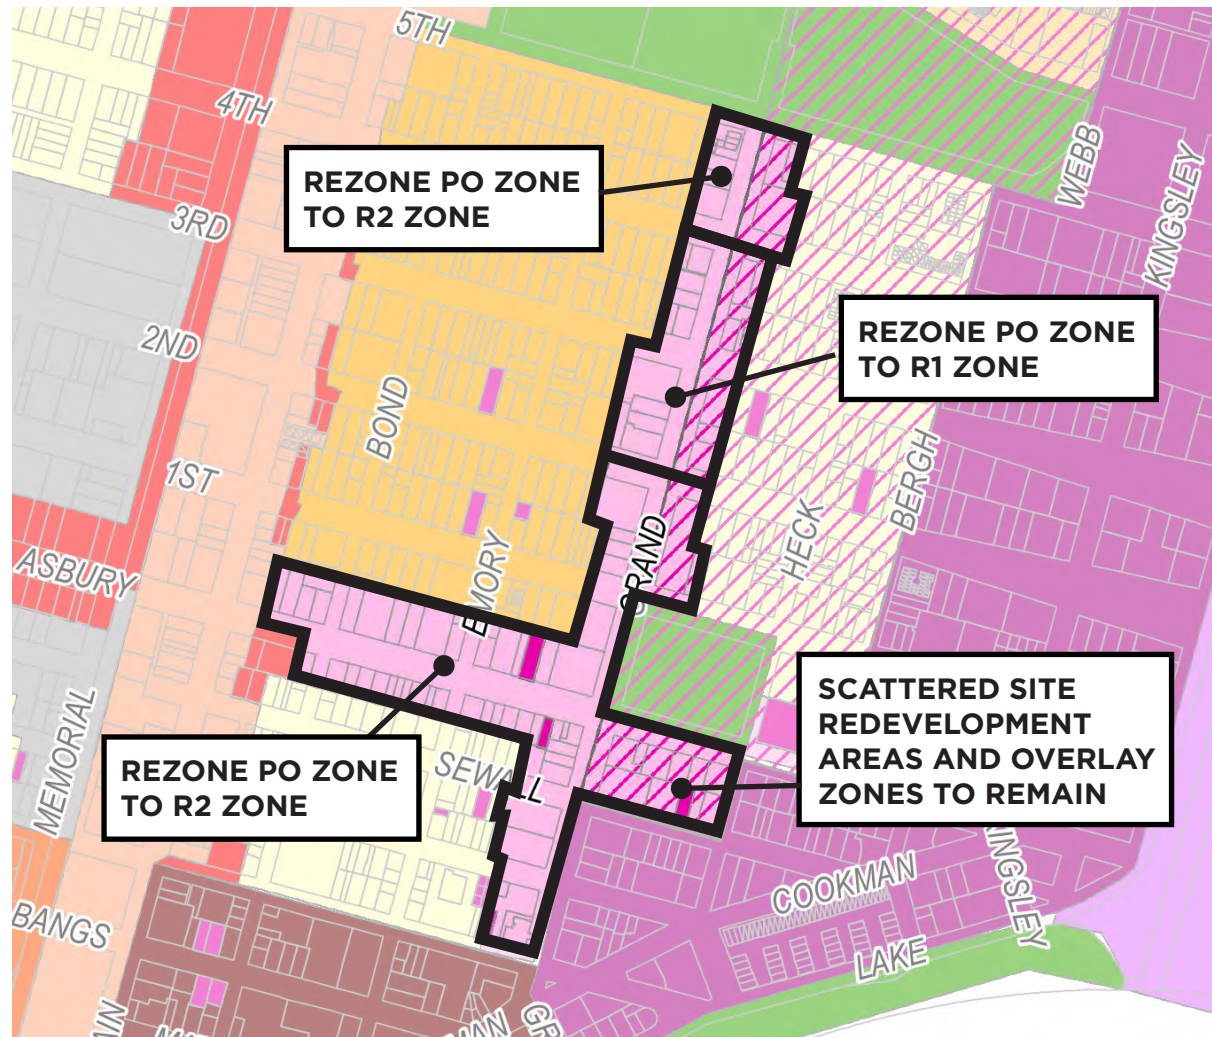 5TH
4TH
WEBB
KINGSLEY
REZONE PO ZONE
TO R2 ZONE
3RD
2ND
REZONE PO ZONE
TO R1 ZONE
BOND
1ST
BERGH
HECK
EMORY
GRAND
ASBURY
MEMORIAL
SCATTERED SITE
REDEVELOPMENT
AREAS AND OVERLAY
ZONES TO REMAIN
REZONE PO ZONE
TO R2 ZONE
SEWALL
KINGSLEY
COOKMAN
BANGS
LAKE